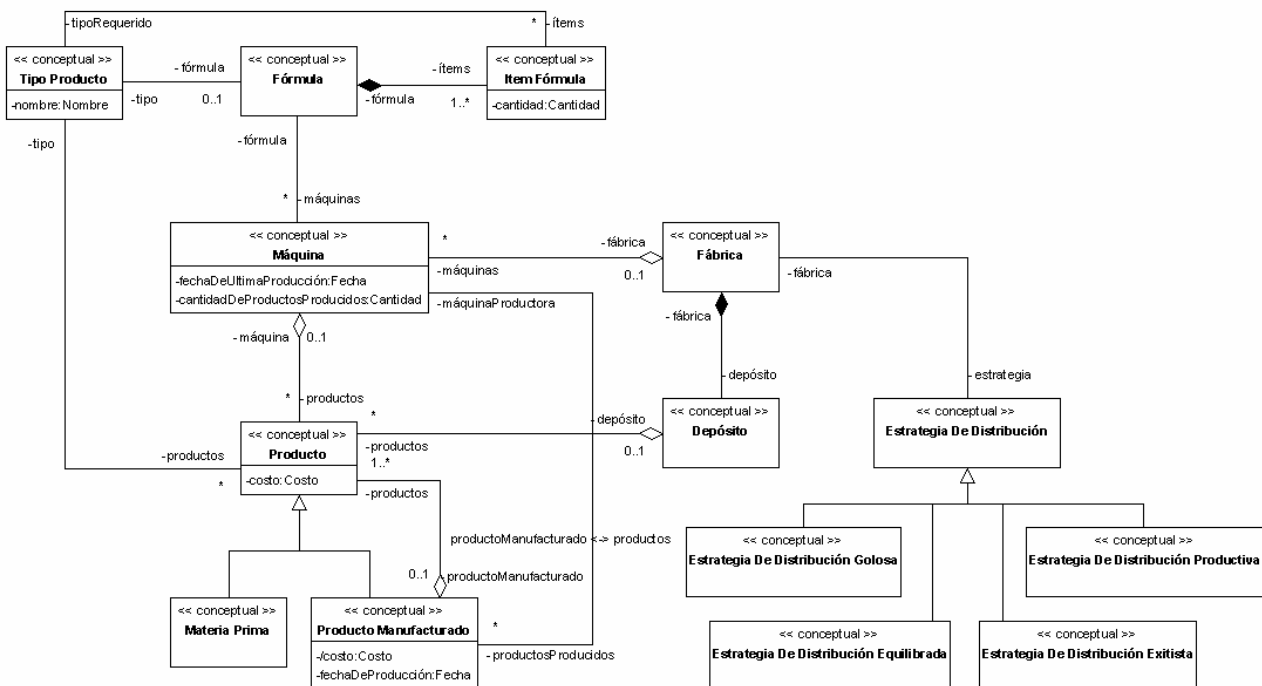 -tipoRequerido
* -ítems
<< conceptual >>
Tipo Producto
-nombre:Nombre
-fórmula
-tipo
0..1
<< conceptual >>
Fórmula
-ítems
-fórmula
1..*
<< conceptual >>
Item Fórmula
-cantidad:Cantidad
-tipo
-fórmula
* -máquinas
<< conceptual >>
Máquina
-fechaDeUltimaProducción:Fecha
-cantidadDeProductosProducidos:Cantidad
*
-máquinas
-máquinaProductora
-fábrica
0..1
<< conceptual >>
Fábrica
-fábrica
-fábrica
-máquina 0..1
-depósito
-estrategia
* -productos
*
-productos
-depósito
0..1
<< conceptual >>
Depósito
<< conceptual >>
Estrategia De Distribución
<< conceptual >>
Producto
-costo:Costo
-productos
*
1..*
-productos
productoManufacturado <-> productos
0..1 -productoManufacturado
<< conceptual >>
Estrategia De Distribución Golosa
<< conceptual >>
Estrategia De Distribución Productiva
<< conceptual >>
Materia Prima
<< conceptual >>
Producto Manufacturado
-/costo:Costo
-fechaDeProducción:Fecha
*
-productosProducidos
<< conceptual >>
Estrategia De Distribución Equilibrada
<< conceptual >>
Estrategia De Distribución Exitista